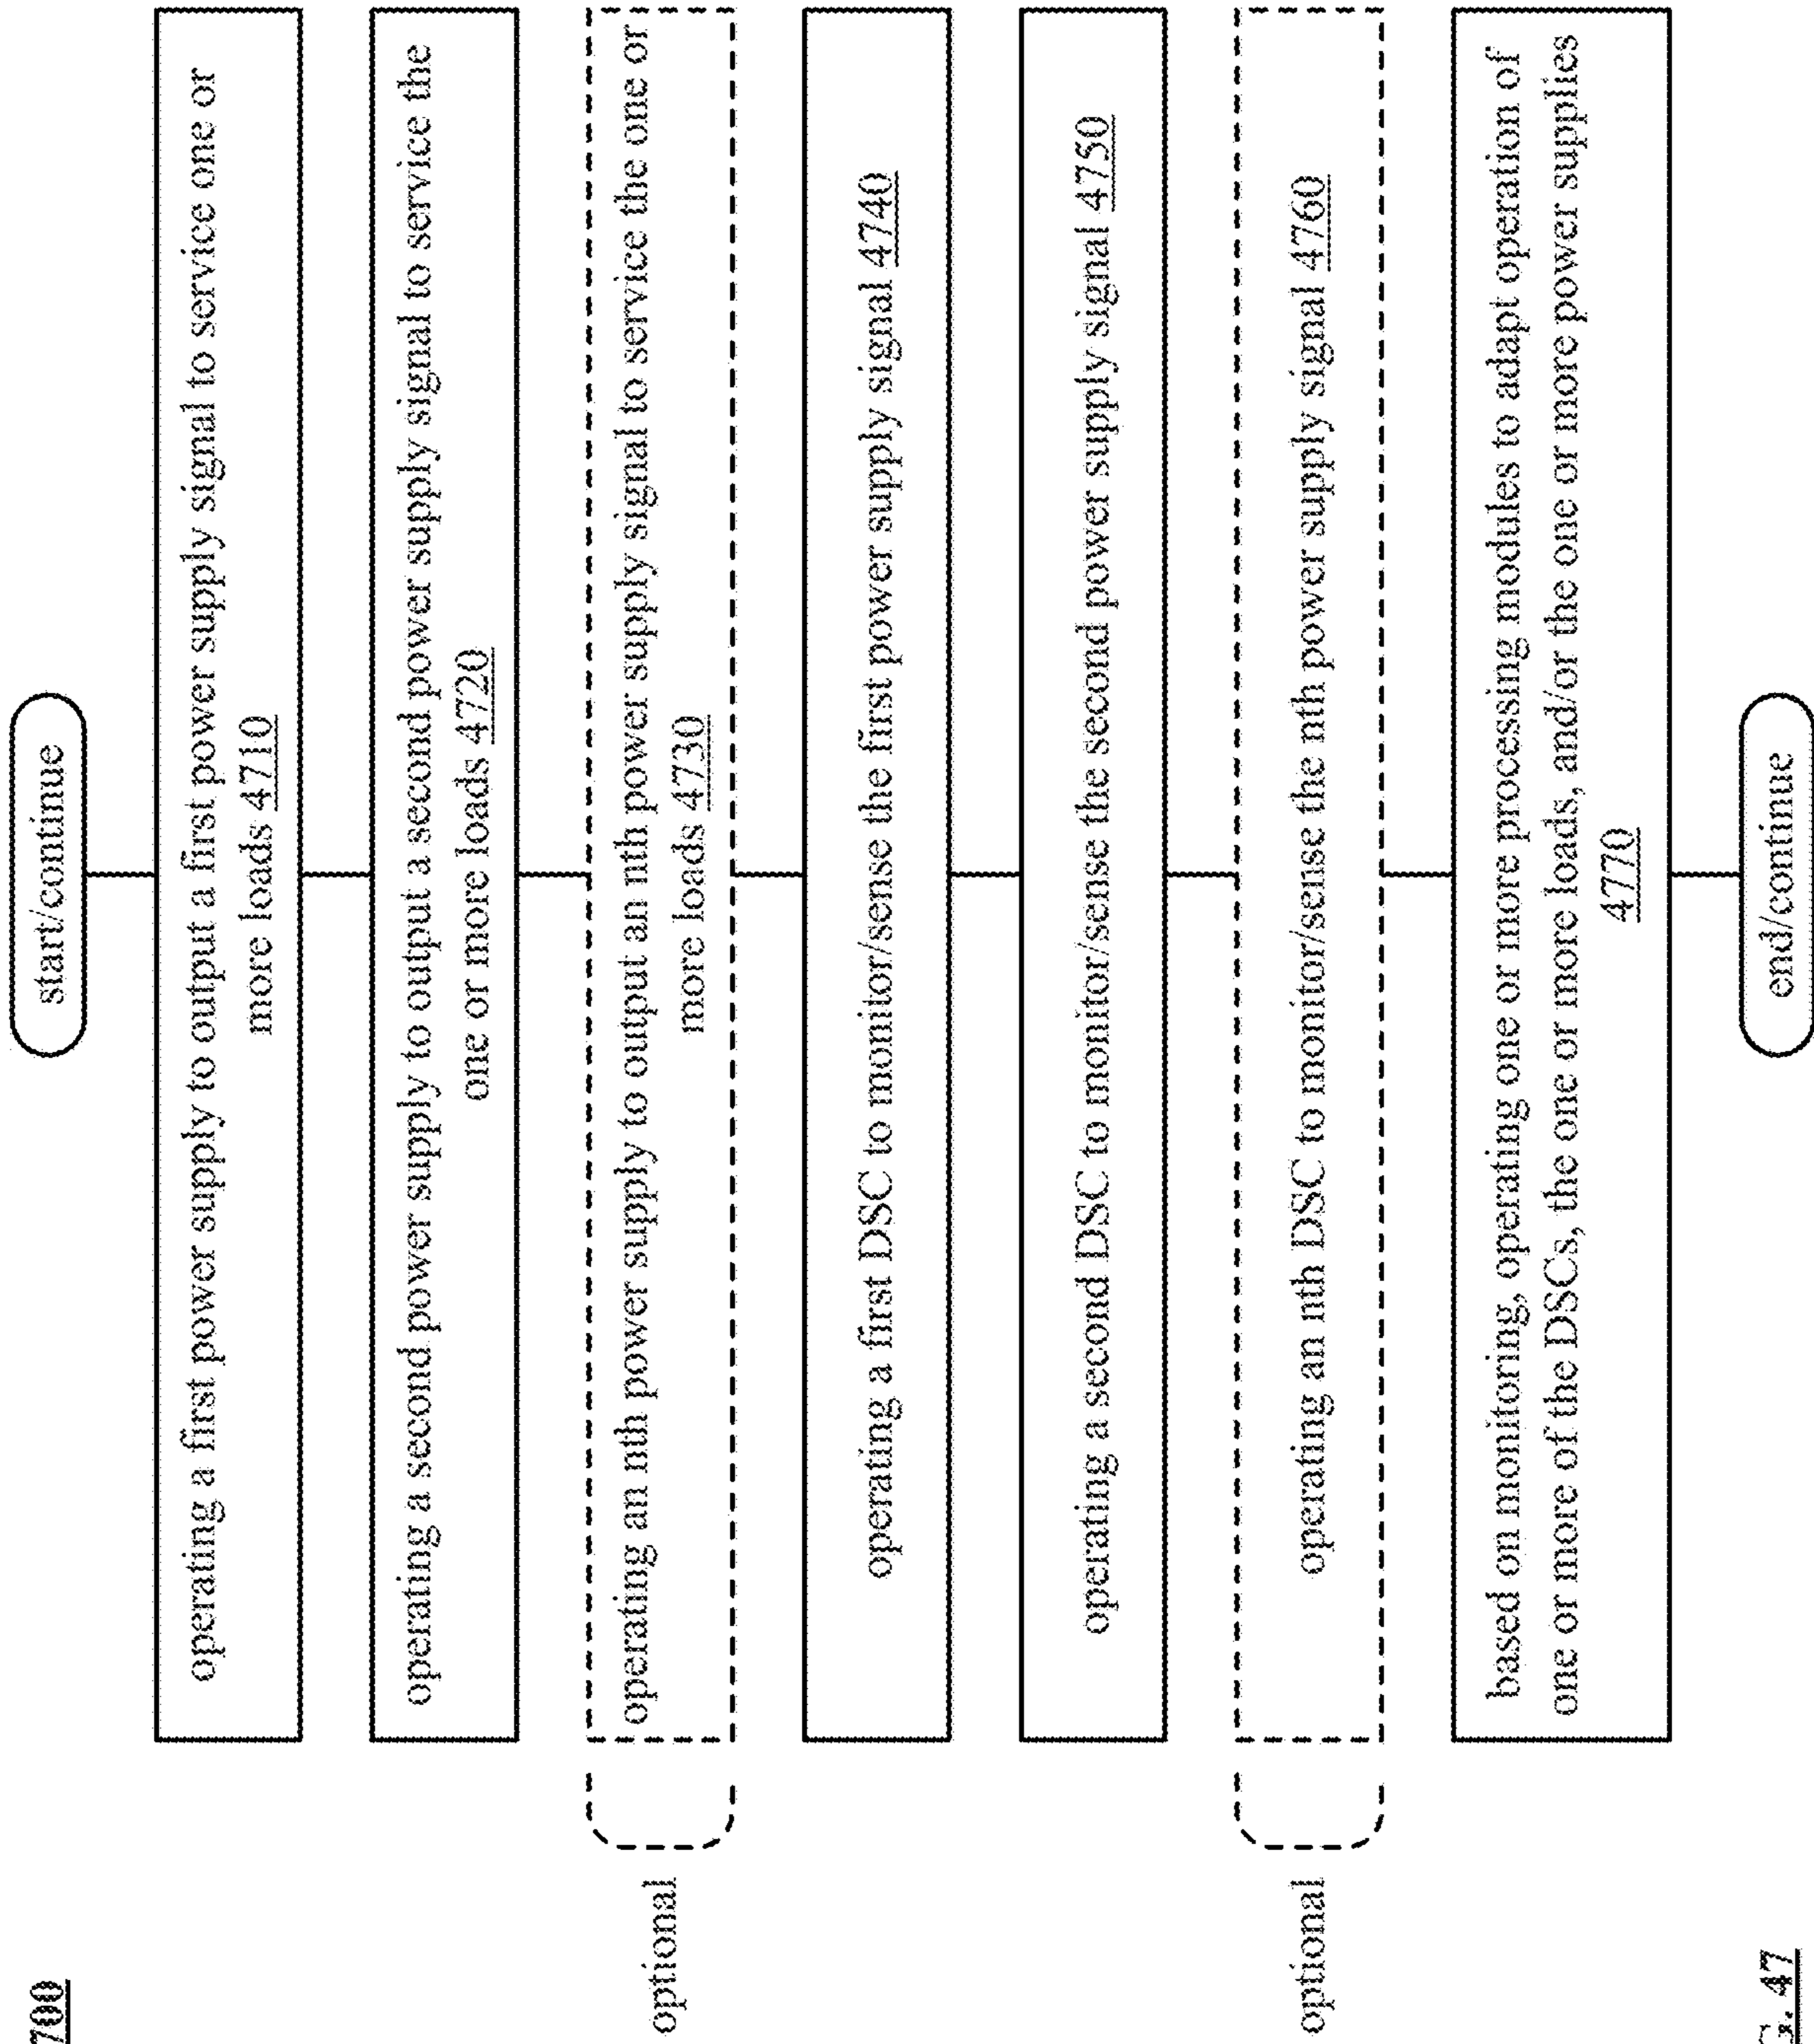 700
start/continue
operating a first power supply to output a first power supply signal to service one or
more loads 4710
operating a second power supply to output a second power supply signal to service the
one or more loads 4720
optional
operating an nth power supply to output an nth power supply signal to service the one or
more loads 4730
operating a first DSC to monitor/sense the first power supply signal 4740
operating a second DSC to monitor/sense the second power supply signal 4750
optional
operating an nth DSC to monitor/sense the nth power supply signal 4760
based on monitoring, operating one or more processing modules to adapt operation of
one or more of the DSCs, the one or more loads, and/or the one or more power supplies
4770
end/continue
G. 47